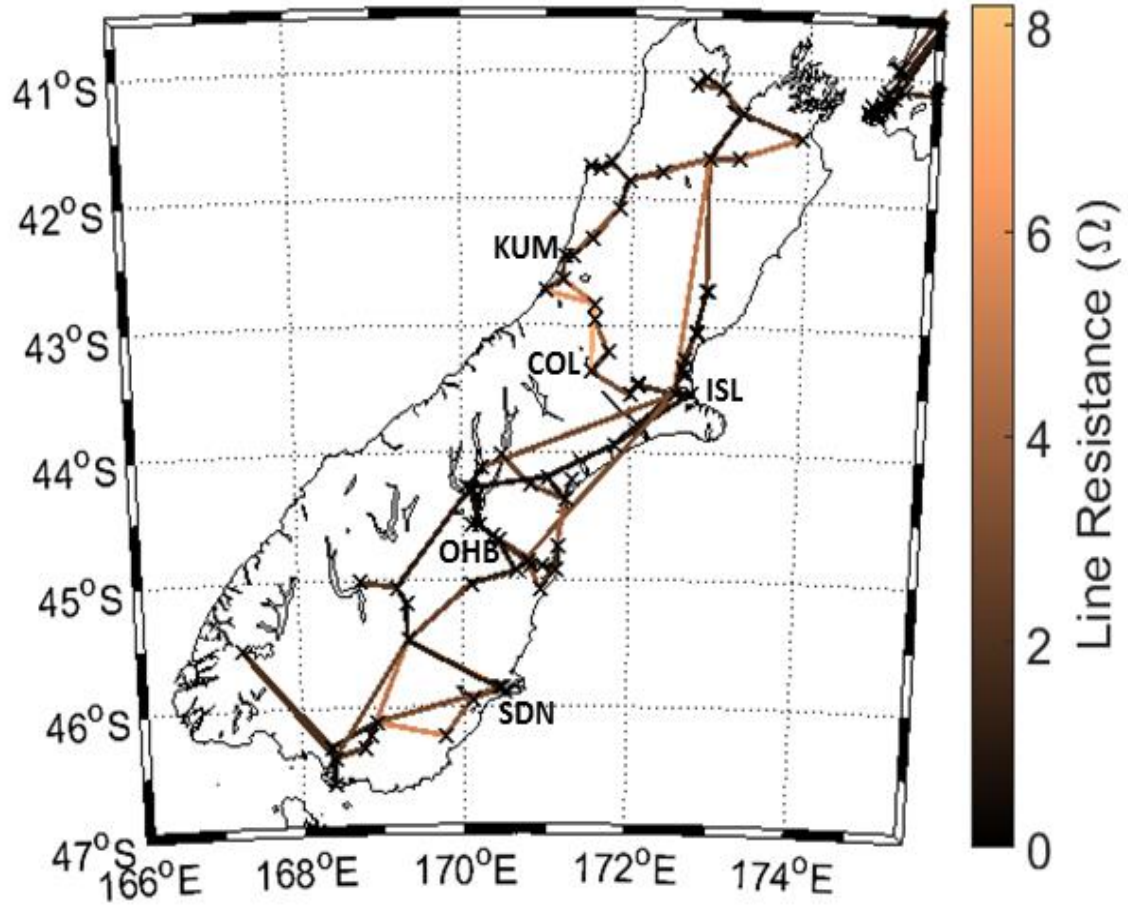 41°S
42°S
43°S
44°S
45°S
46°S
47°S
166°E
168°E
170°E
172°E
174°E
KUM
COL
ISL
OHB
SDN
8
6
4
2
0
Line Resistance (Ω)